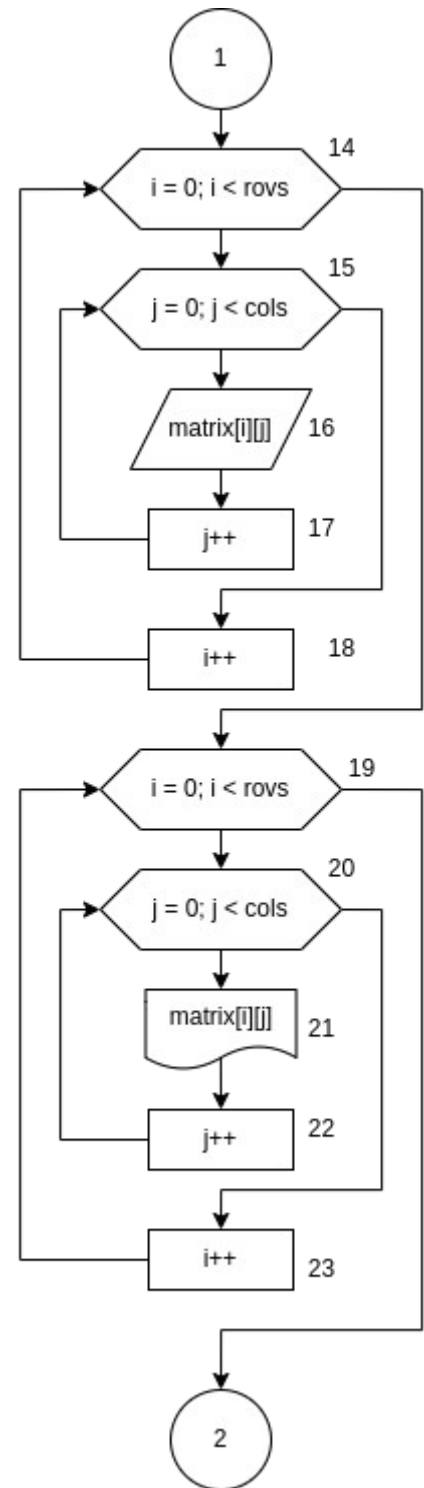 1
14
i = 0; i < rovs
15
j = 0; j < cols
matrix[i][j]
16
17
j++
18
i++
19
i = 0; i < rovs
20
j = 0; j < cols
matrix[i][j]
21
22
j++
i++
23
2